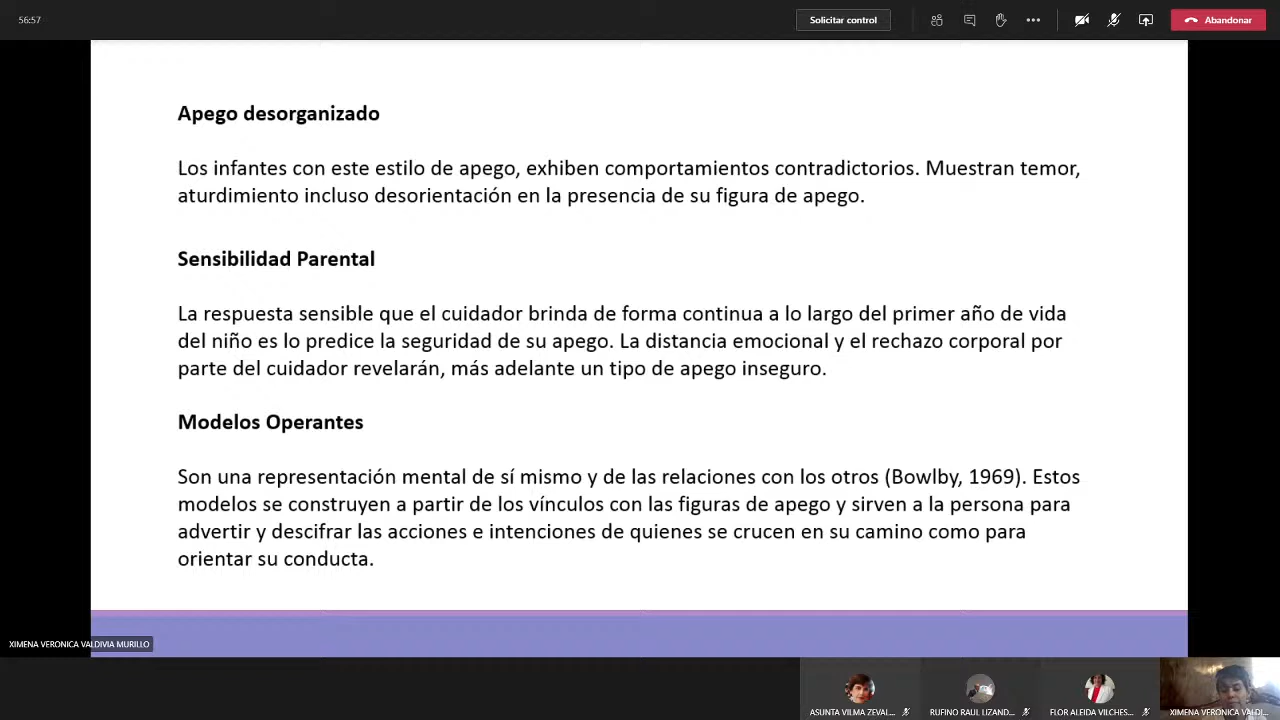 56:57
Solicitar control
Abandonar
Apego desorganizado
Los infantes con este estilo de apego, exhiben comportamientos contradictorios. Muestran temor,
aturdimiento incluso desorientación en la presencia de su figura de apego.
Sensibilidad Parental
La respuesta sensible que el cuidador brinda de forma continua a lo largo del primer año de vida
del niño es lo predice la seguridad de su apego. La distancia emocional y el rechazo corporal por
parte del cuidador revelarán, más adelante un tipo de apego inseguro.
Modelos Operantes
Son una representación mental de sí mismo y de las relaciones con los otros (Bowlby, 1969). Estos
modelos se construyen a partir de los vínculos con las figuras de apego y sirven a la persona para
advertir y descifrar las acciones e intenciones de quienes se crucen en su camino como para
orientar su conducta.
XIMENA VERONICA VALDIVIA MURILLO
ASUNTA VILMA ZEVAL...
RUFINO RAUL LIZAND...
FLOR ALEIDA VILCHES...
XIMENA VERONICA VALDI...